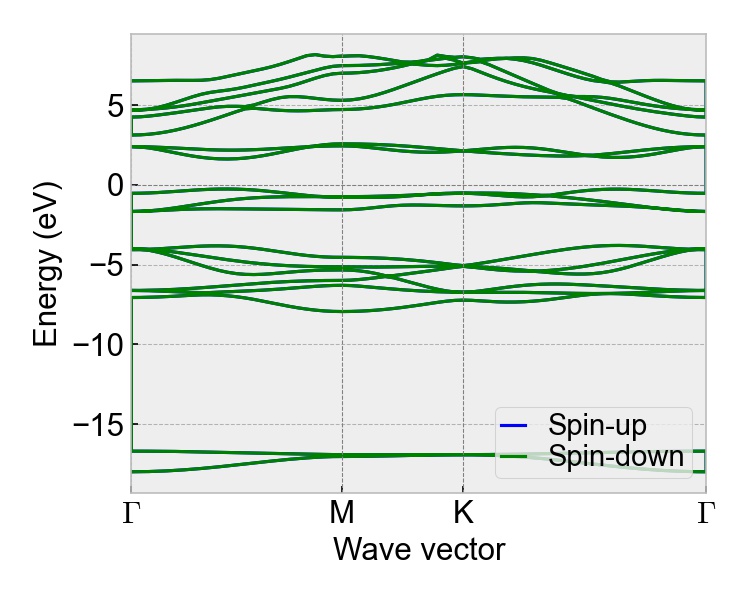 Energy (eV)
5
0
−5
−10
−15
Spin-up
Spin-down
Γ
M
K
Γ
Wave vector